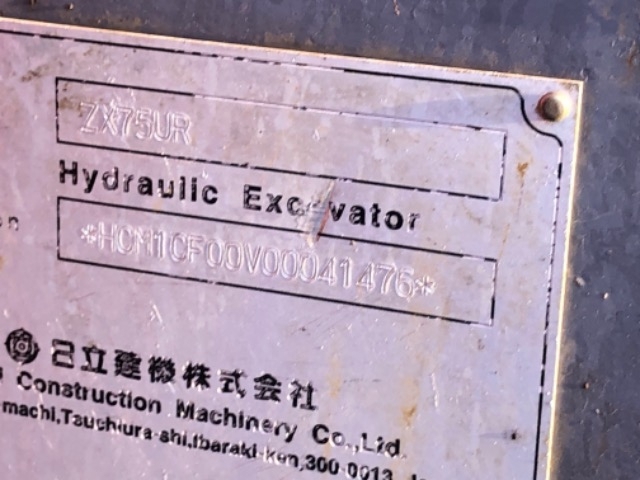 ZX75UR
Hydraulic Excavator
*HCM1CF00V00041476*
日立建機株式会社
Construction Machinery Co.,Ltd.
machi,Tsuchiura-shi,Ibaraki-ken,300-0013